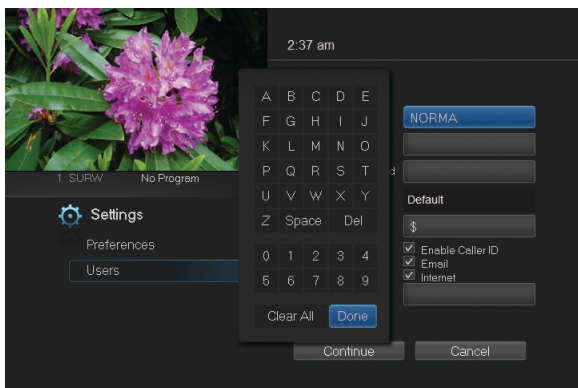 2:37 am
A B C D E
F G H I J
K L M N O
P Q R S T
U V W X Y
Z Space Del
0 1 2 3 4
5 6 7 8 9
Clear All Done
NORMA
d
Default
$
Enable Caller ID
Email
Internet
1 SURW No Program
Settings
Preferences
Users
Continue Cancel